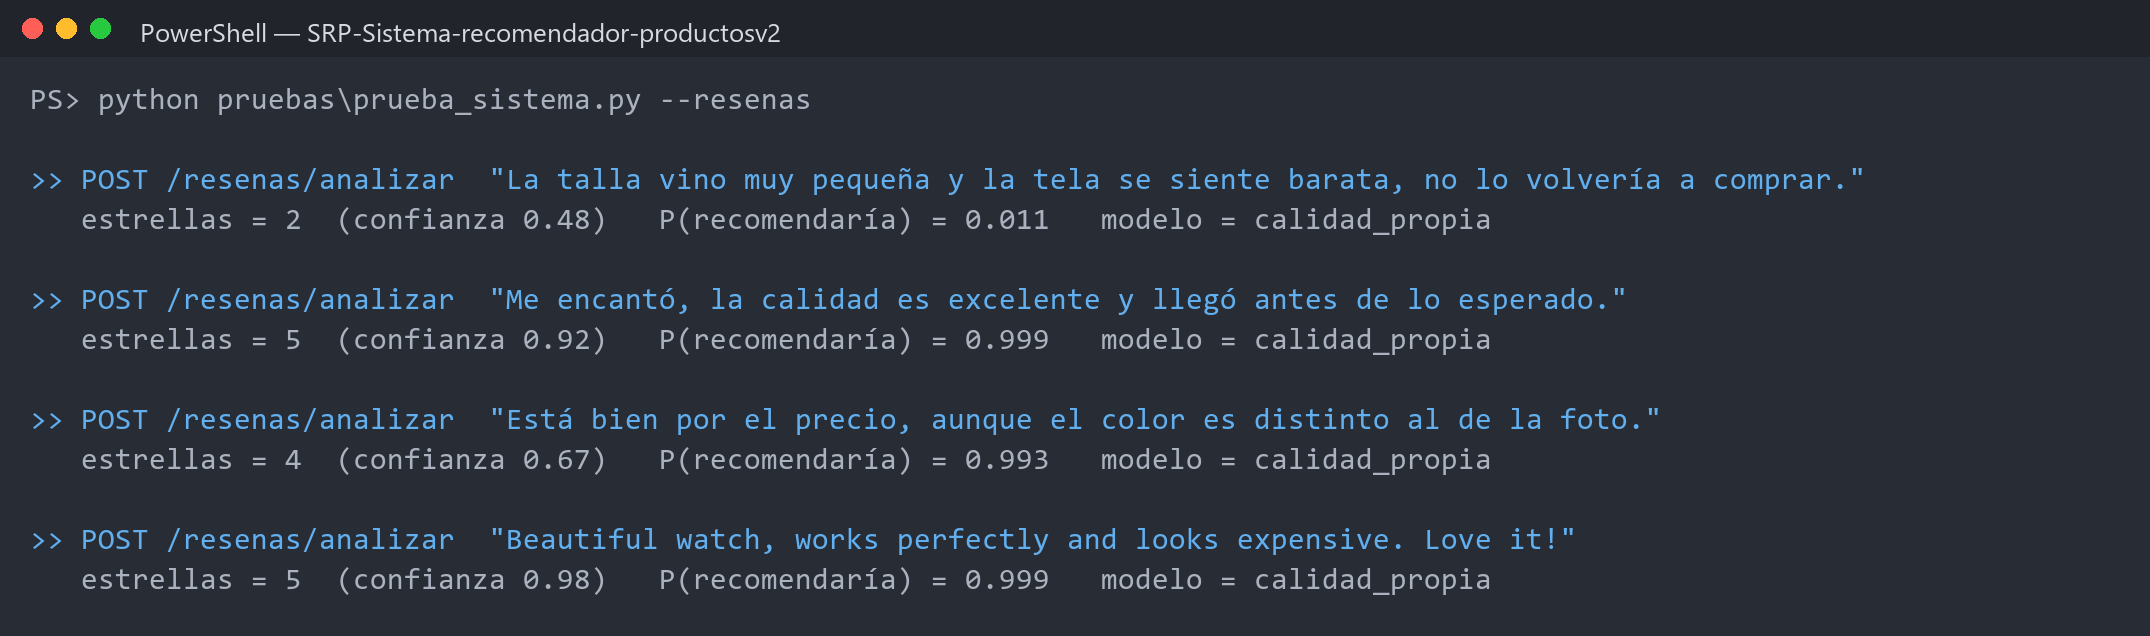 PowerShell — SRP-Sistema-recomendador-productosv2
PS> python pruebas\prueba_sistema.py --resenas
>> POST /resenas/analizar  "La talla vino muy pequeña y la tela se siente barata, no lo volvería a comprar."
estrellas = 2  (confianza 0.48)   P(recomendaría) = 0.011   modelo = calidad_propia
>> POST /resenas/analizar  "Me encantó, la calidad es excelente y llegó antes de lo esperado."
estrellas = 5  (confianza 0.92)   P(recomendaría) = 0.999   modelo = calidad_propia
>> POST /resenas/analizar  "Está bien por el precio, aunque el color es distinto al de la foto."
estrellas = 4  (confianza 0.67)   P(recomendaría) = 0.993   modelo = calidad_propia
>> POST /resenas/analizar  "Beautiful watch, works perfectly and looks expensive. Love it!"
estrellas = 5  (confianza 0.98)   P(recomendaría) = 0.999   modelo = calidad_propia